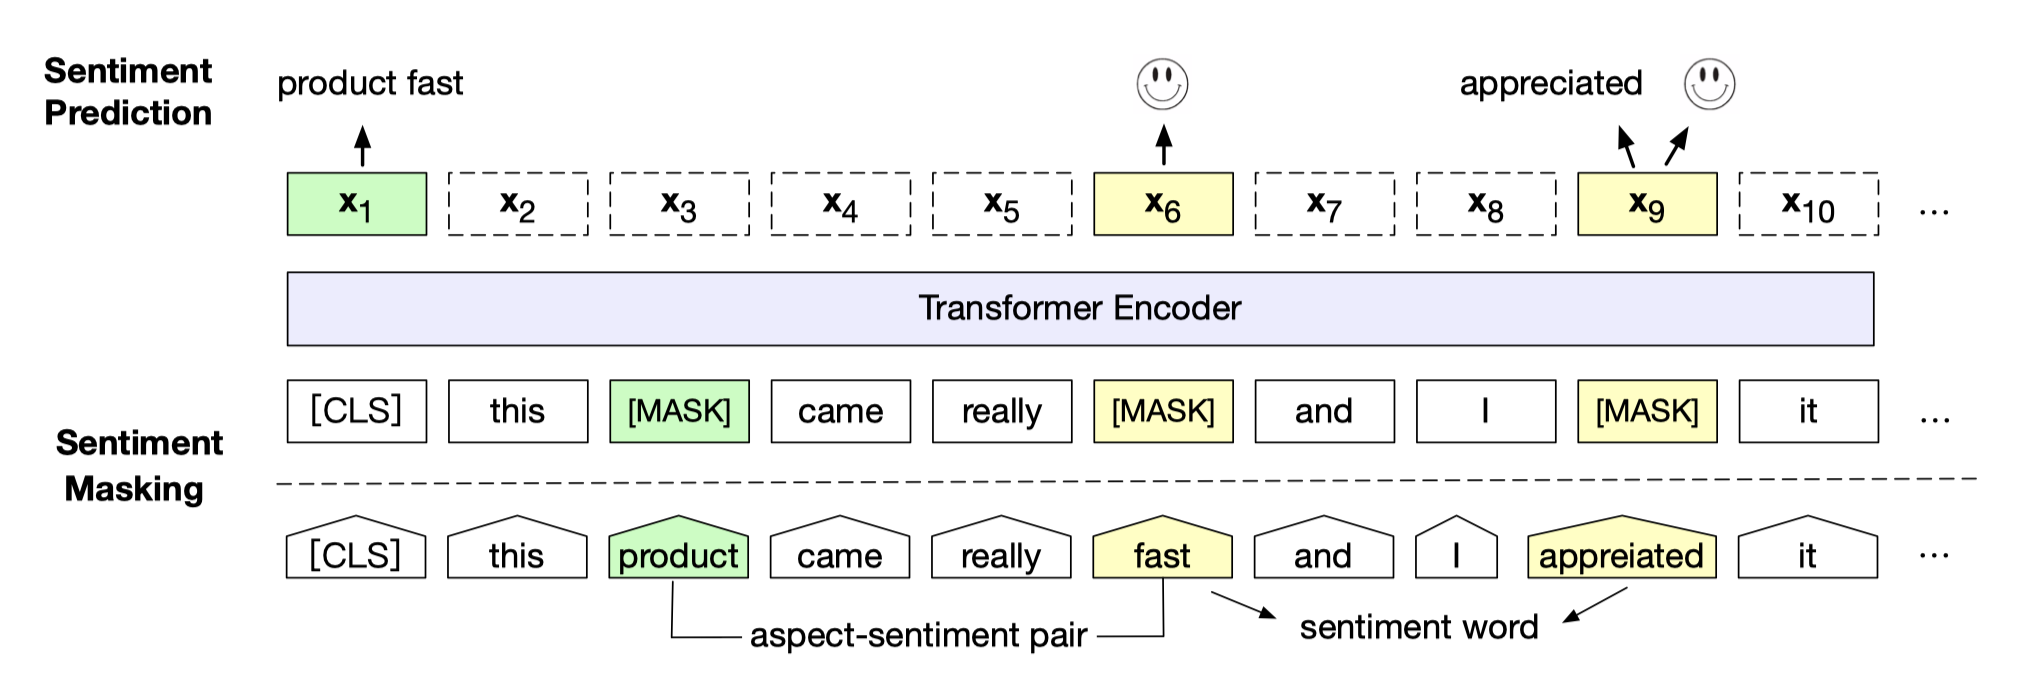 Sentiment
Prediction
product fast
appreciated
x1 x2 x3 x4 x5 x6 x7 x8 x9 x10 ...
Transformer Encoder
[CLS] this [MASK] came really [MASK] and I [MASK] it ...
Sentiment
Masking
[CLS] this product came really fast and I appreiated it ...
aspect-sentiment pair
sentiment word